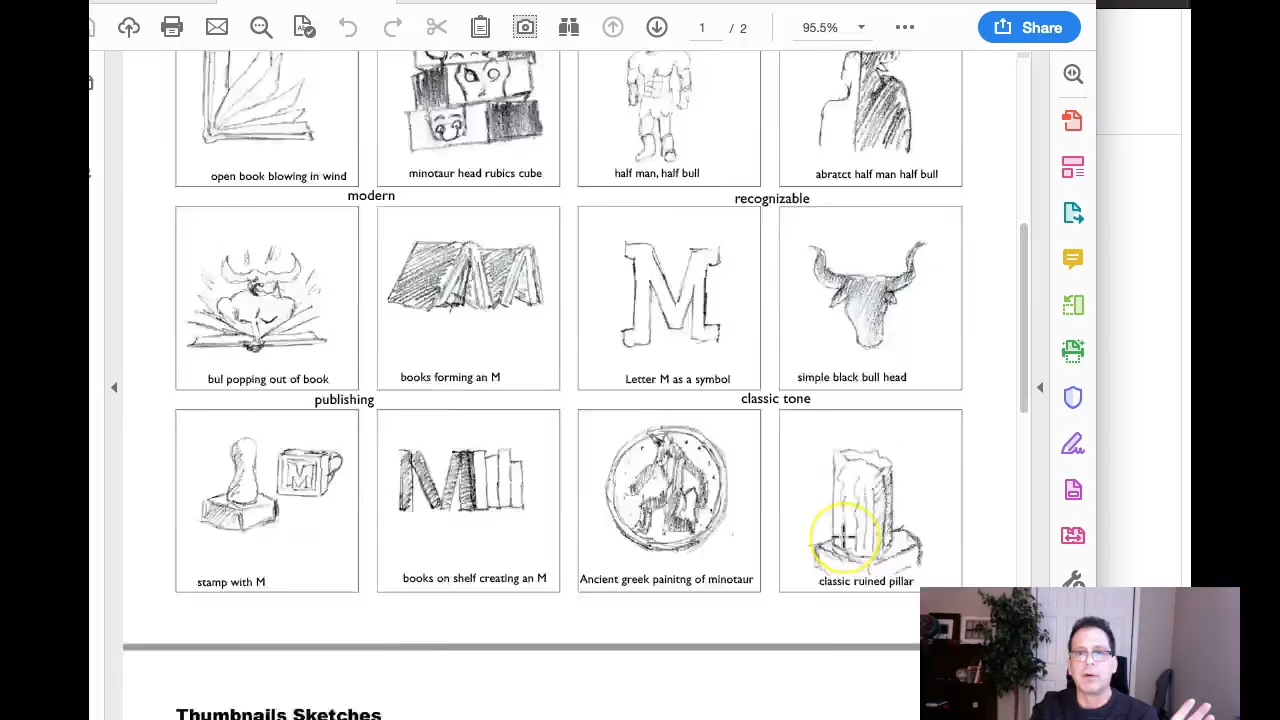 1 / 2
95.5%
Share
open book blowing in wind
minotaur head rubics cube
half man, half bull
abratct half man half bull
modern
recognizable
M
bul popping out of book
books forming an M
Letter M as a symbol
simple black bull head
publishing
classic tone
M
M
stamp with M
books on shelf creating an M
Ancient greek painitng of minotaur
classic ruined pillar
Thumbnails Sketches